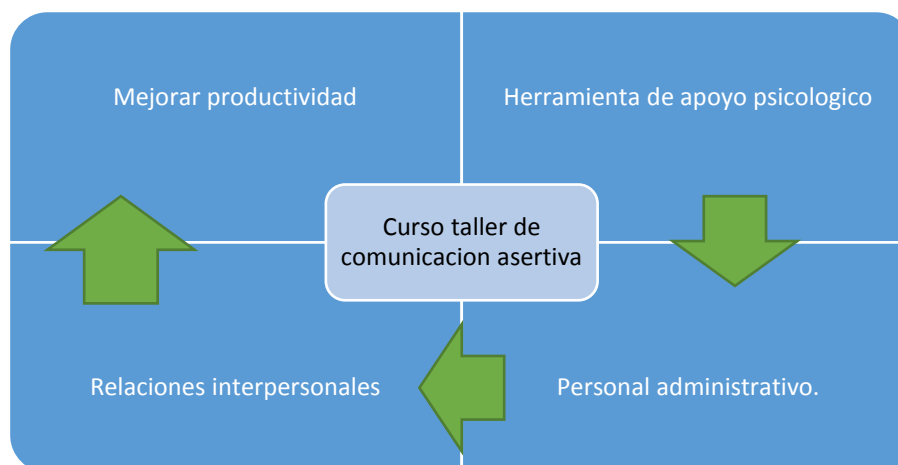 Mejorar productividad
Herramienta de apoyo psicologico
Curso taller de
comunicacion asertiva
Relaciones interpersonales
Personal administrativo.